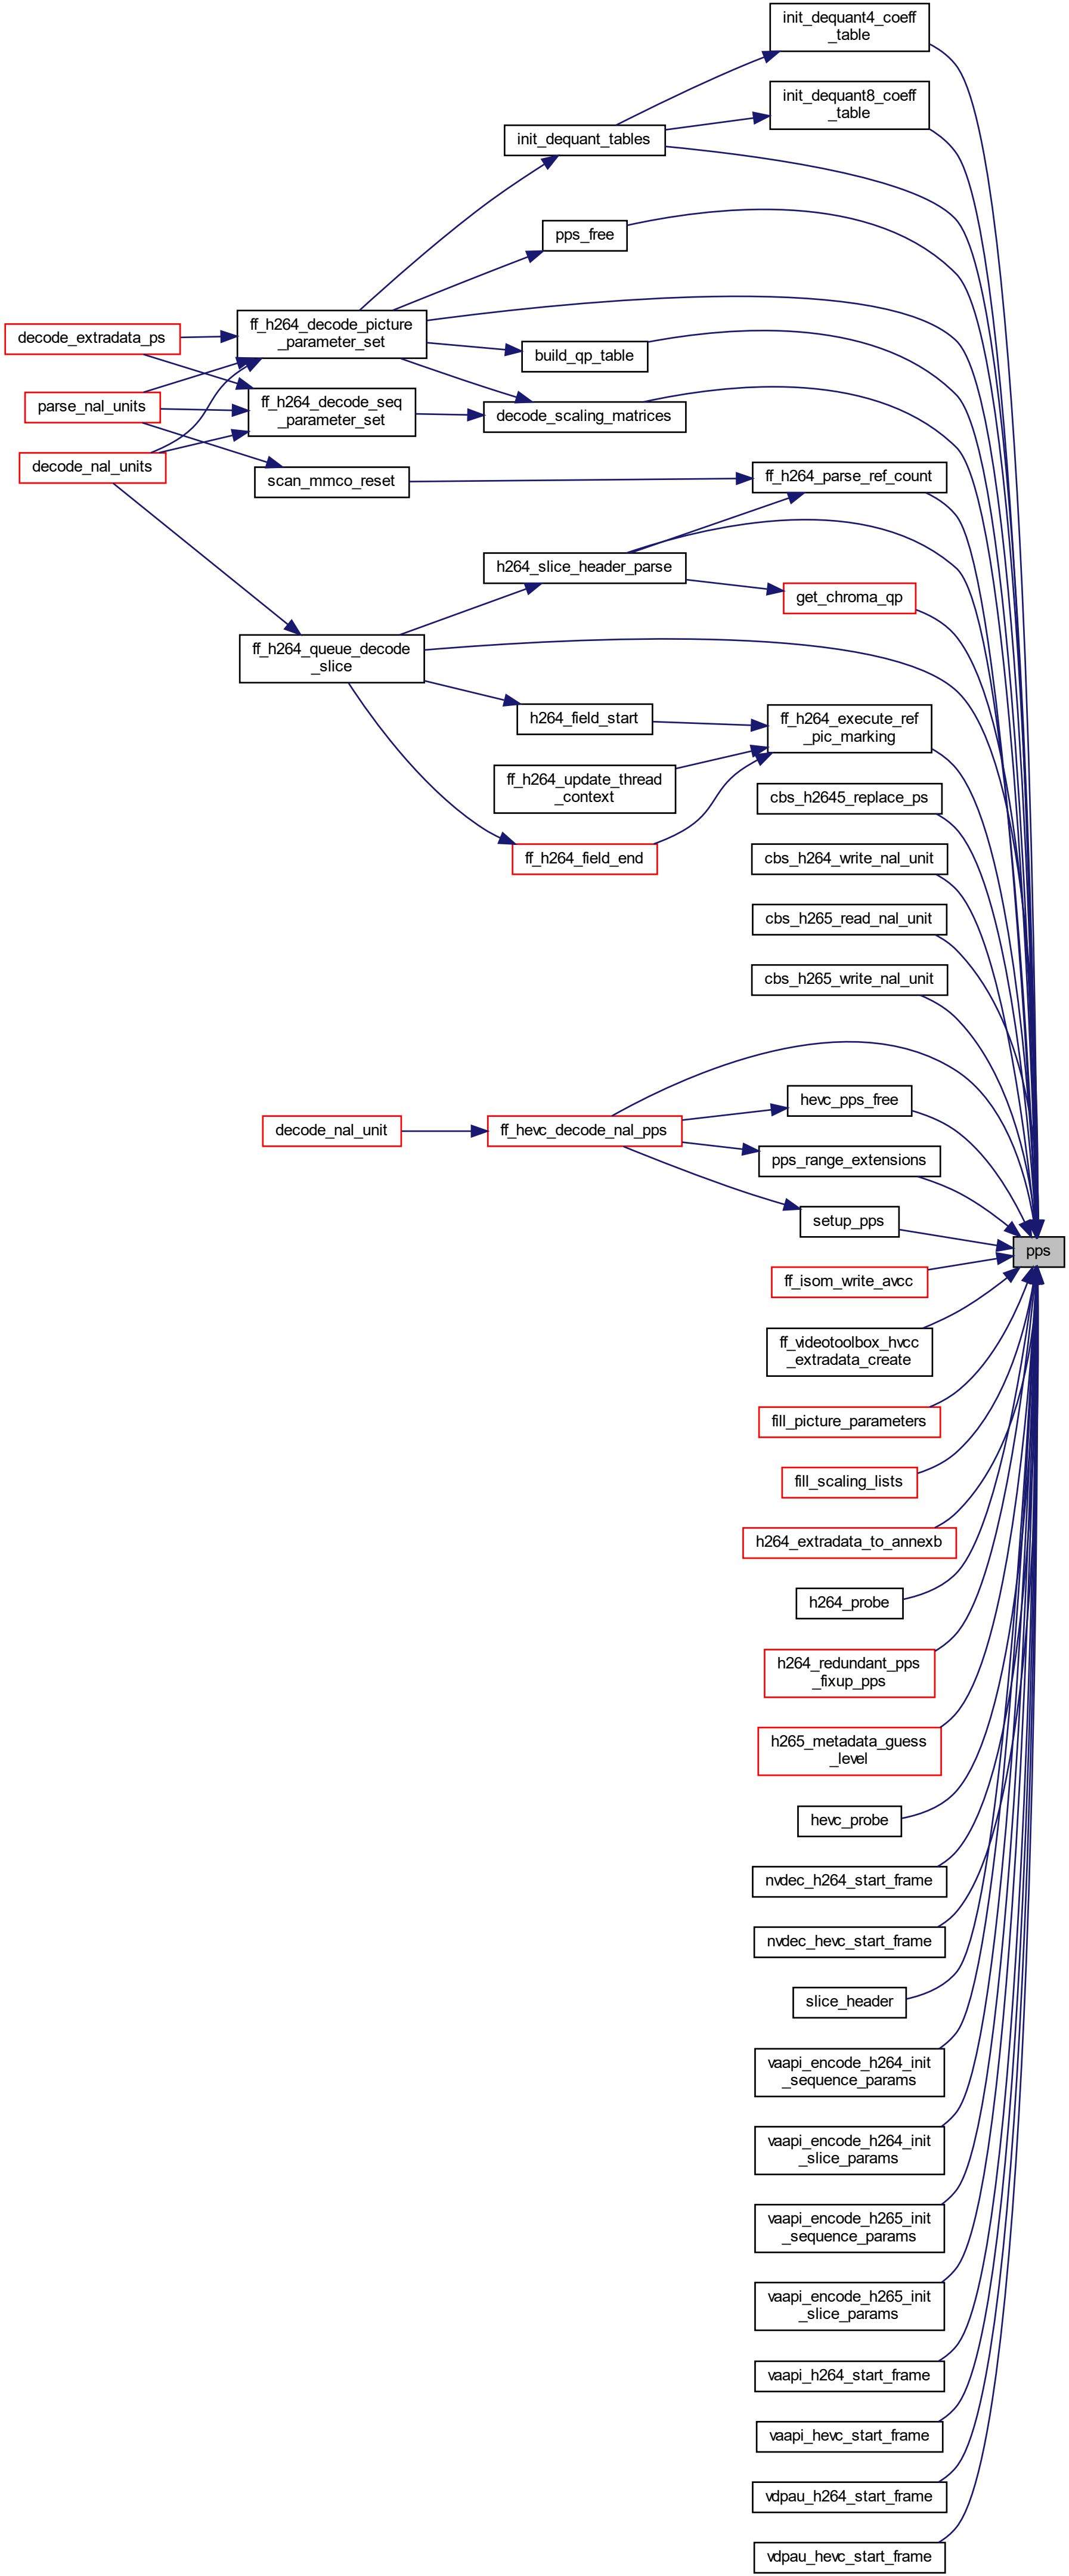 init_dequant4_coeff
_table
init_dequant8_coeff
_table
init_dequant_tables
pps_free
ff_h264_decode_picture
_parameter_set
decode_extradata_ps
build_qp_table
parse_nal_units
ff_h264_decode_seq
_parameter_set
decode_scaling_matrices
decode_nal_units
scan_mmco_reset
ff_h264_parse_ref_count
h264_slice_header_parse
get_chroma_qp
ff_h264_queue_decode
_slice
h264_field_start
ff_h264_execute_ref
_pic_marking
ff_h264_update_thread
_context
cbs_h2645_replace_ps
ff_h264_field_end
cbs_h264_write_nal_unit
cbs_h265_read_nal_unit
cbs_h265_write_nal_unit
hevc_pps_free
decode_nal_unit
ff_hevc_decode_nal_pps
pps_range_extensions
setup_pps
pps
ff_isom_write_avcc
ff_videotoolbox_hvcc
_extradata_create
fill_picture_parameters
fill_scaling_lists
h264_extradata_to_annexb
h264_probe
h264_redundant_pps
_fixup_pps
h265_metadata_guess
_level
hevc_probe
nvdec_h264_start_frame
nvdec_hevc_start_frame
slice_header
vaapi_encode_h264_init
_sequence_params
vaapi_encode_h264_init
_slice_params
vaapi_encode_h265_init
_sequence_params
vaapi_encode_h265_init
_slice_params
vaapi_h264_start_frame
vaapi_hevc_start_frame
vdpau_h264_start_frame
vdpau_hevc_start_frame